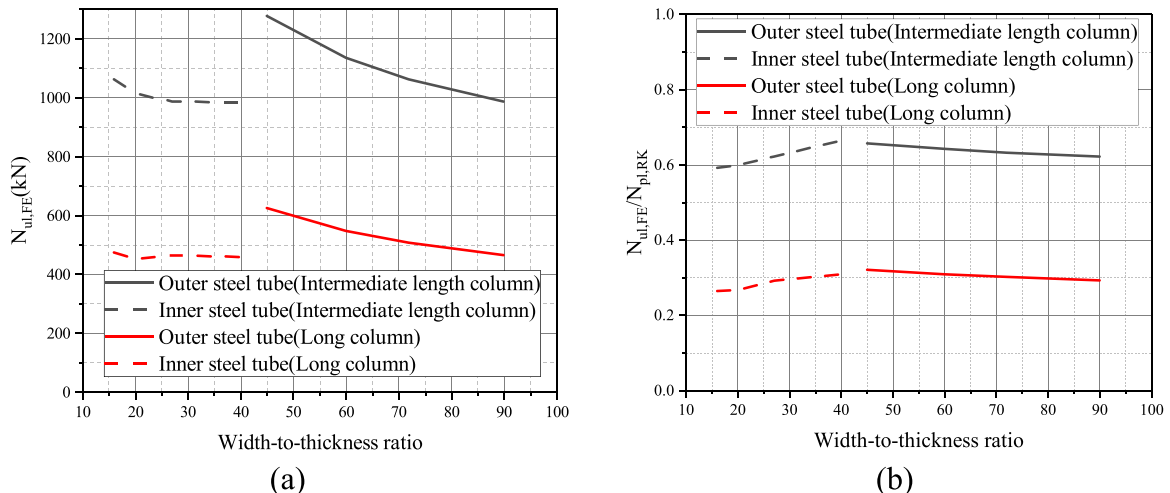 1200
1000
800
600
400
200
0
N_ul,FE(kN)
Outer steel tube(Intermediate length column)
Inner steel tube(Intermediate length column)
Outer steel tube(Long column)
Inner steel tube(Long column)
10 20 30 40 50 60 70 80 90 100
Width-to-thickness ratio
(a)
1.0
0.8
0.6
0.4
0.2
0.0
N_ul,FE/N_pl,RK
Outer steel tube(Intermediate length column)
Inner steel tube(Intermediate length column)
Outer steel tube(Long column)
Inner steel tube(Long column)
10 20 30 40 50 60 70 80 90 100
Width-to-thickness ratio
(b)